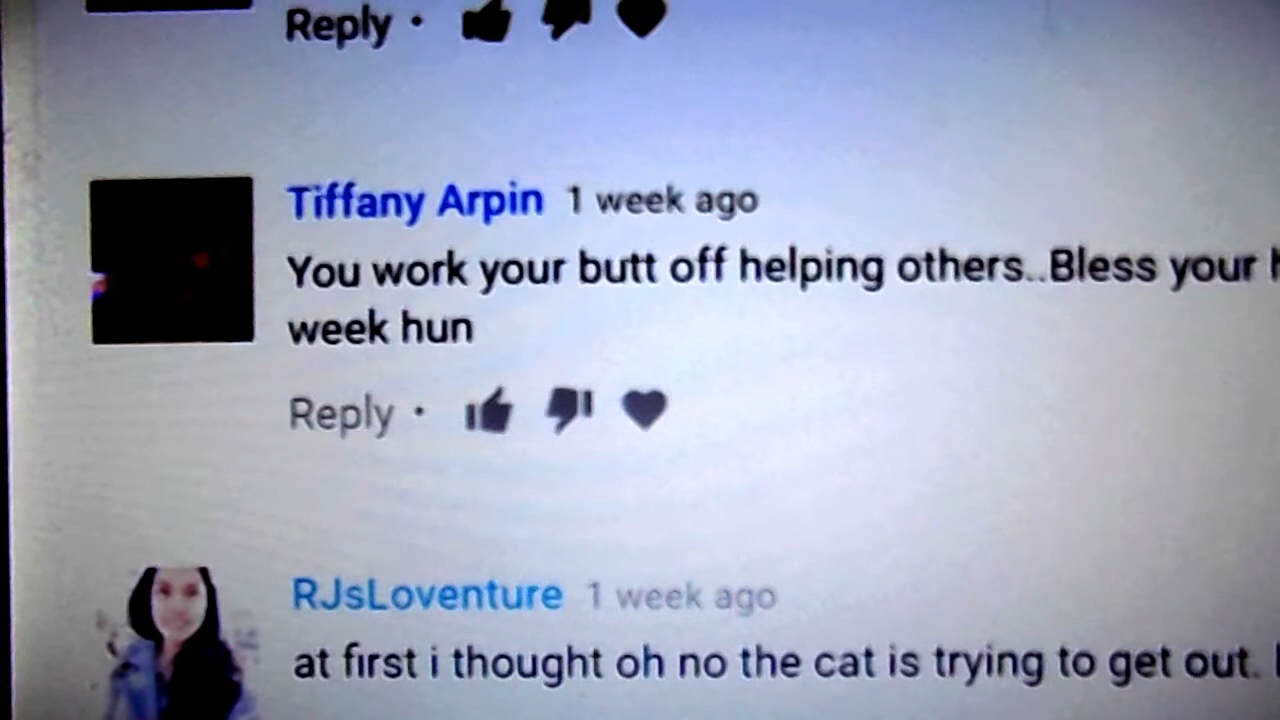 Reply •
Tiffany Arpin 1 week ago
You work your butt off helping others..Bless your
week hun
Reply •
RJsLoventure 1 week ago
at first i thought oh no the cat is trying to get out.